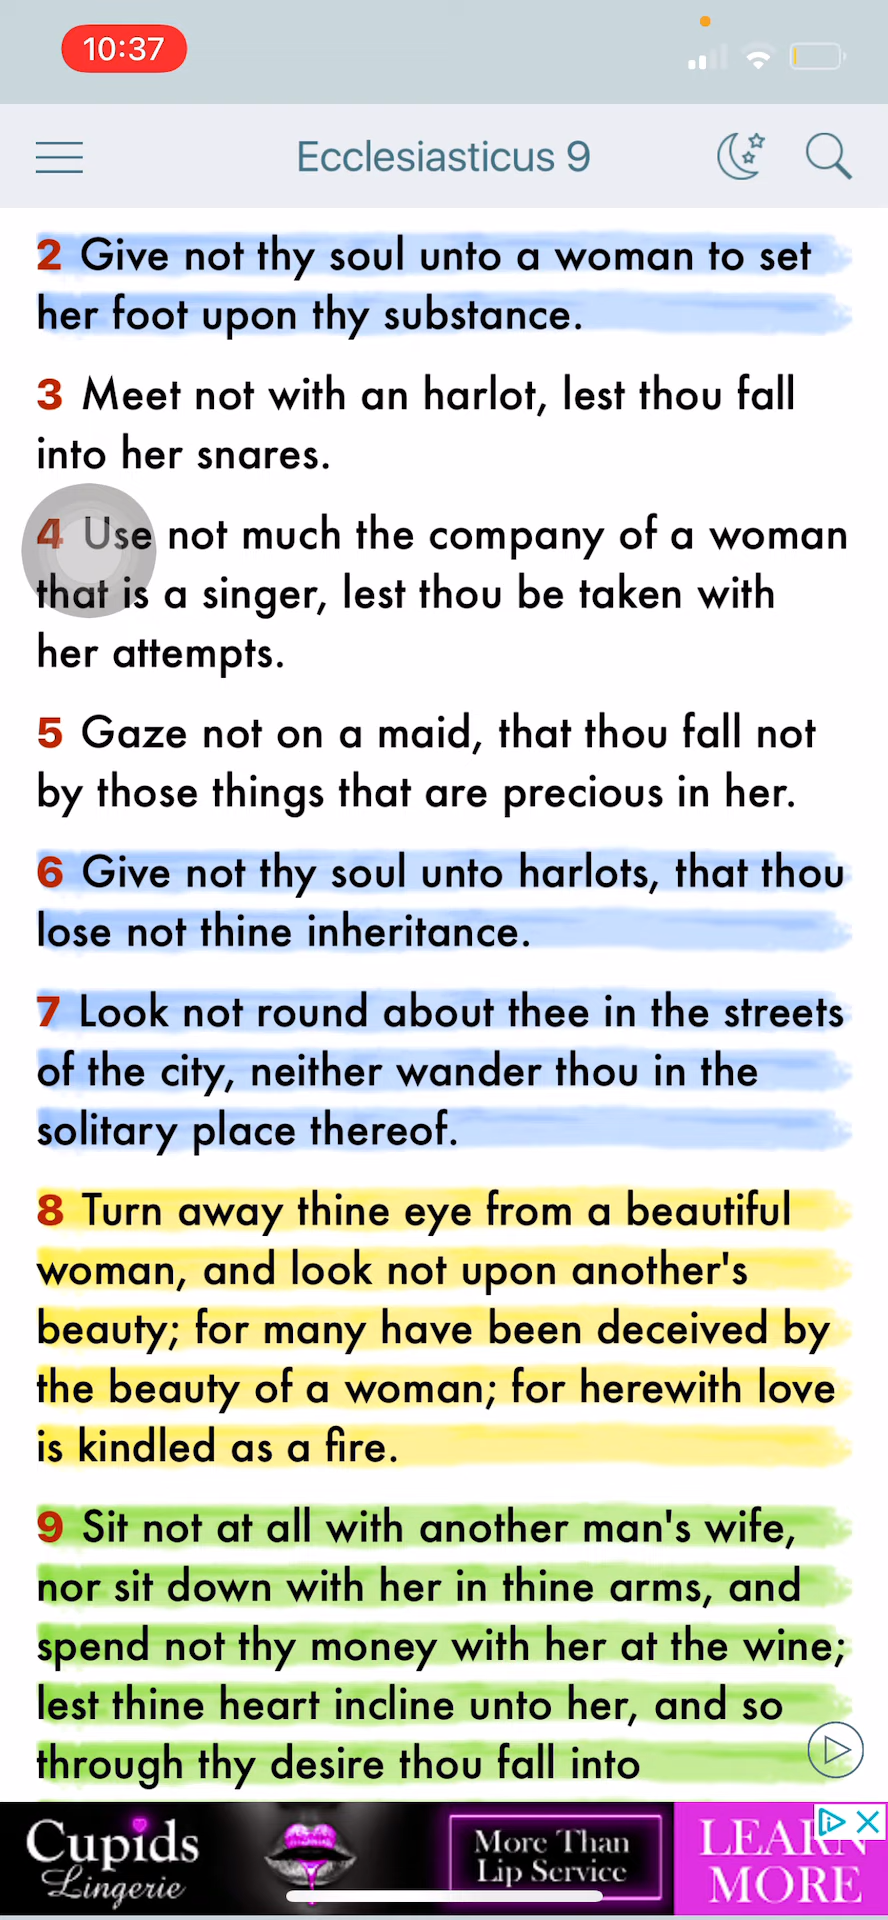 10:37
Ecclesiasticus 9
2 Give not thy soul unto a woman to set
her foot upon thy substance.
3 Meet not with an harlot, lest thou fall
into her snares.
4 Use not much the company of a woman
that is a singer, lest thou be taken with
her attempts.
5 Gaze not on a maid, that thou fall not
by those things that are precious in her.
6 Give not thy soul unto harlots, that thou
lose not thine inheritance.
7 Look not round about thee in the streets
of the city, neither wander thou in the
solitary place thereof.
8 Turn away thine eye from a beautiful
woman, and look not upon another's
beauty; for many have been deceived by
the beauty of a woman; for herewith love
is kindled as a fire.
9 Sit not at all with another man's wife,
nor sit down with her in thine arms, and
spend not thy money with her at the wine;
lest thine heart incline unto her, and so
through thy desire thou fall into
Cupids
Lingerie
More Than
Lip Service
LEARN
MORE